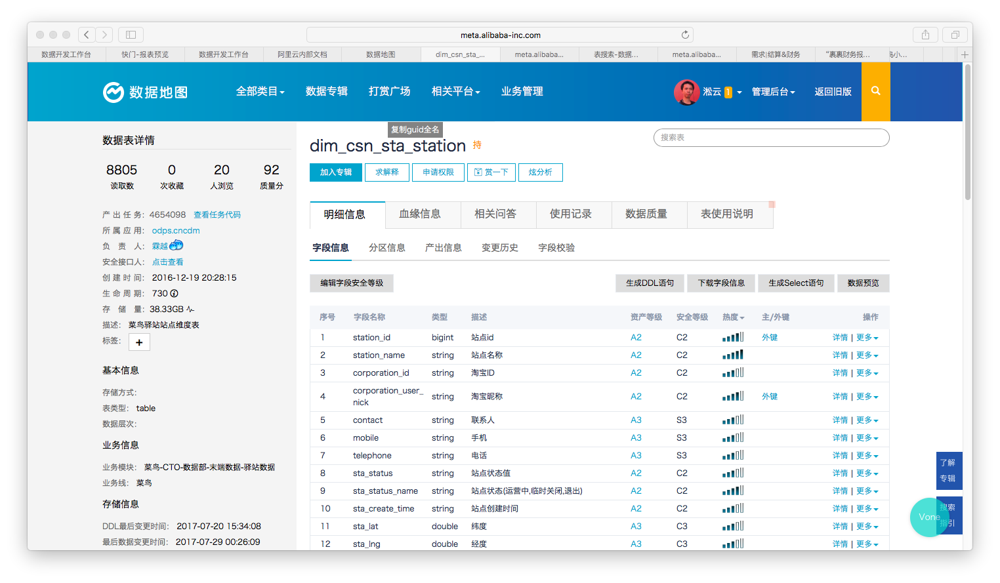 meta.alibaba-inc.com
数据开发工作台 快门-报表预览 数据开发工作台 阿里云内部文档 数据地图 dim_csn_sta_... meta.alibaba... 表搜索-数据... meta.alibaba... 需求|结算&财务 “裹裹财务报... 鸟小...
数据地图 全部类目 数据专辑 打赏广场 相关平台 业务管理 淞云 1 管理后台 返回旧版
复制guid全名
数据表详情
8805 0 20 92
读取数 次收藏 人浏览 质量分
产出任务: 4654098 查看任务代码
所属应用: odps.cncdm
负责人: 霖越
安全接口人: 点击查看
创建时间: 2016-12-19 20:28:15
生命周期: 730
存储量: 38.33GB
描述: 菜鸟驿站站点维度表
标签: +
基本信息
存储方式:
表类型: table
数据层次:
业务信息
业务模块: 菜鸟-CTO-数据部-末端数据-驿站数据
业务线: 菜鸟
存储信息
DDL最后变更时间: 2017-07-20 15:34:08
最后数据变更时间: 2017-07-29 00:26:09
dim_csn_sta_station 持
搜索表
加入专辑 求解释 申请权限 赏一下 炫分析
明细信息 血缘信息 相关问答 使用记录 数据质量 表使用说明
字段信息 分区信息 产出信息 变更历史 字段校验
编辑字段安全等级 生成DDL语句 下载字段信息 生成Select语句 数据预览
序号 字段名称 类型 描述 资产等级 安全等级 热度 主/外键 操作
1 station_id bigint 站点id A2 C2 外键 详情 | 更多
2 station_name string 站点名称 A2 C2 详情 | 更多
3 corporation_id string 淘宝ID A2 C2 详情 | 更多
4 corporation_user_nick string 淘宝昵称 A2 C2 外键 详情 | 更多
5 contact string 联系人 A3 S3 详情 | 更多
6 mobile string 手机 A3 S3 详情 | 更多
7 telephone string 电话 A3 S3 详情 | 更多
8 sta_status string 站点状态值 A2 C2 详情 | 更多
9 sta_status_name string 站点状态(运营中,临时关闭,退出) A2 C2 详情 | 更多
10 sta_create_time string 站点创建时间 A2 C2 详情 | 更多
11 sta_lat double 纬度 A3 C3 详情 | 更多
12 sta_lng double 经度 A3 C3 详情 | 更多
了解
专辑
搜索
指引
Vone